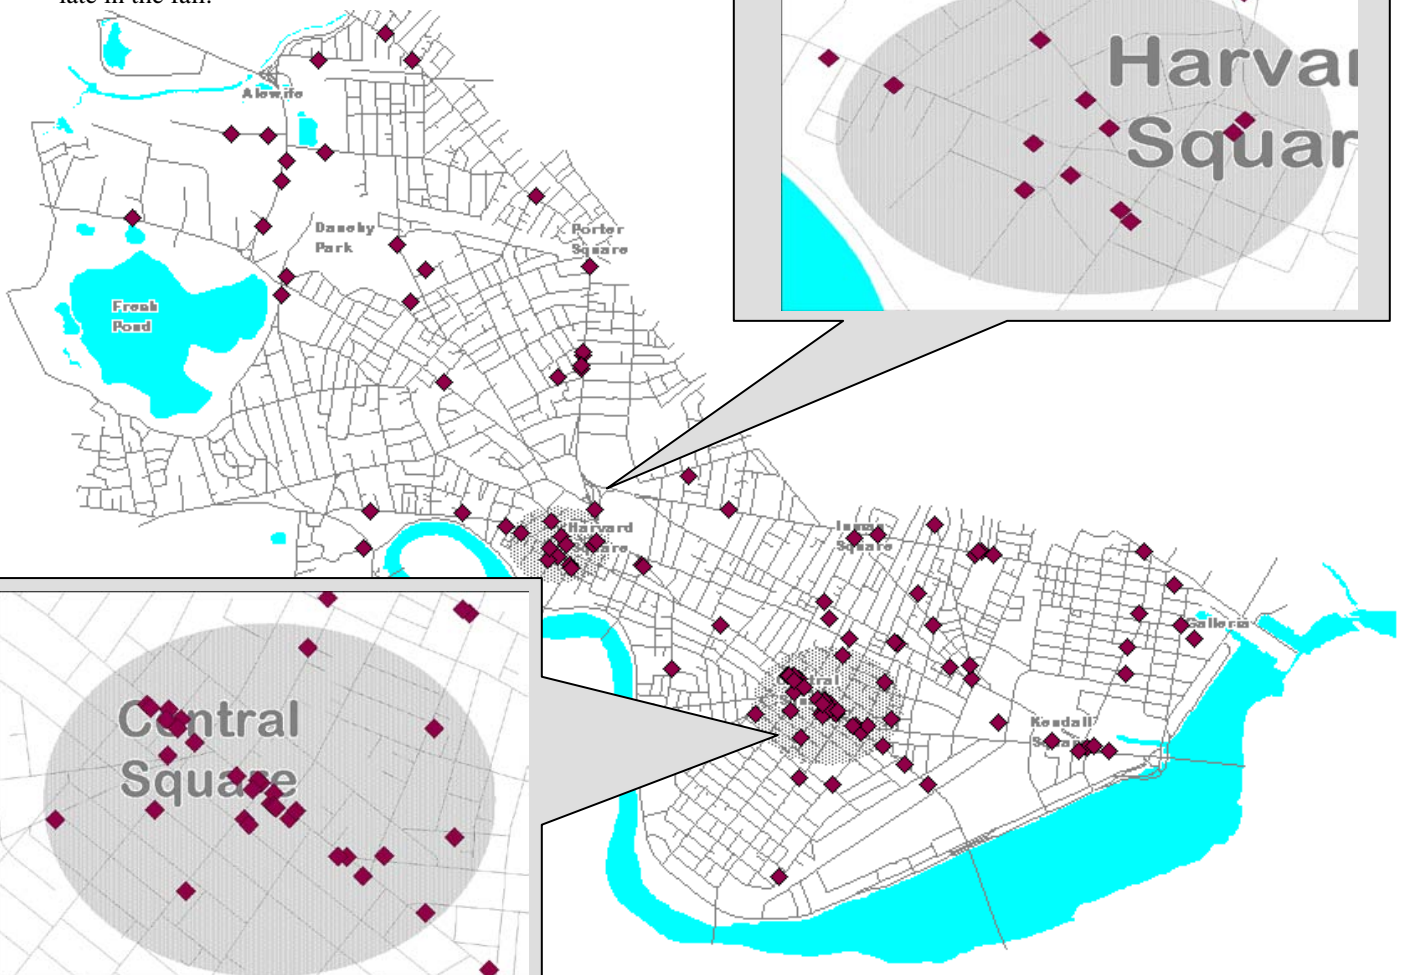 late in the fall.
Alewife
Danehy
Park
Porter
Square
Fresh
Pond
Harvar
Squar
Harvard
Square
Inman
Square
Galleria
Central
Kendall
Square
Central
Square